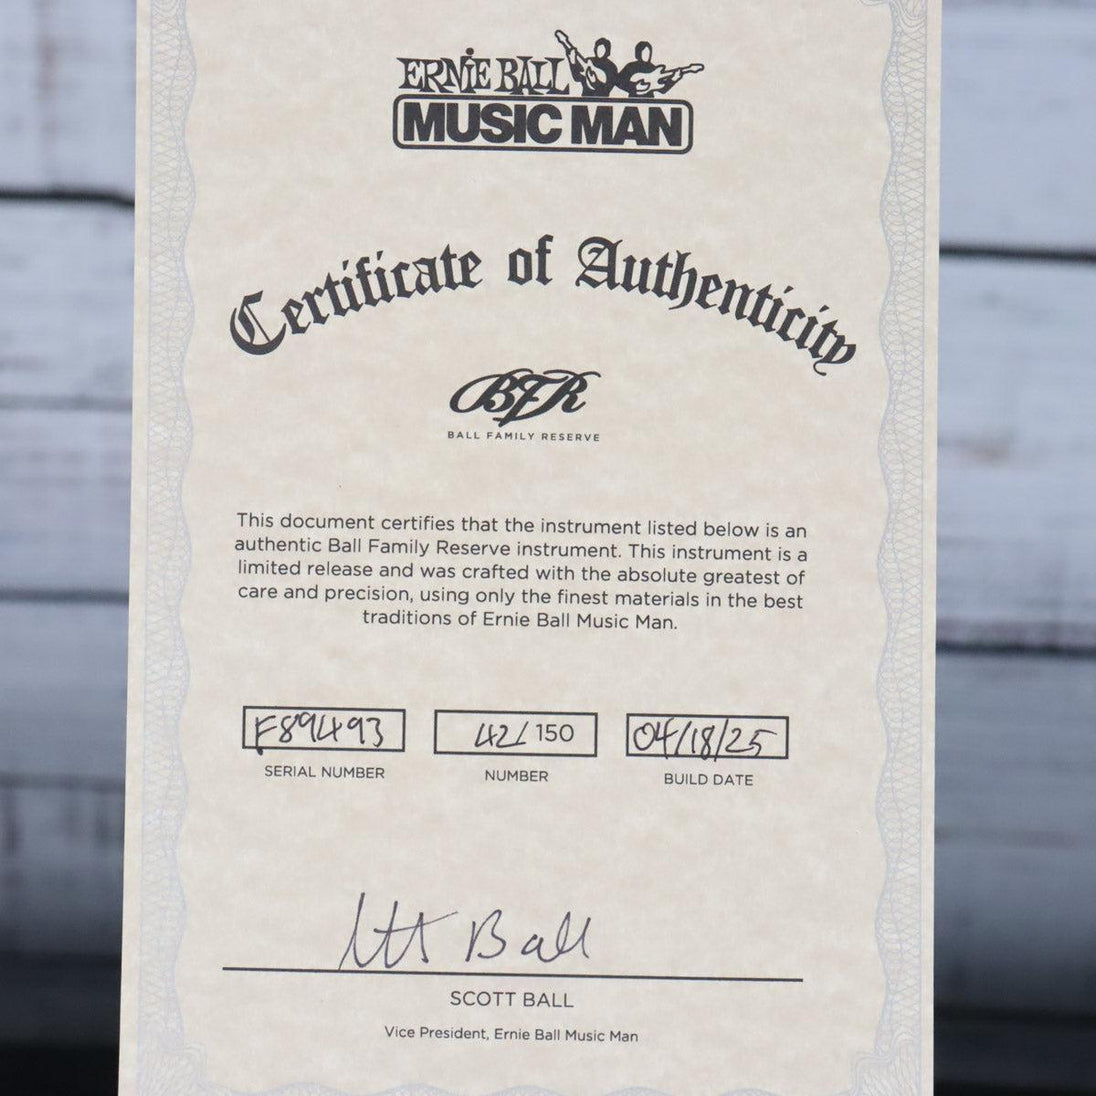 ERNIE BALL
MUSIC MAN
Certificate of Authenticity
BFR
BALL FAMILY RESERVE
This document certifies that the instrument listed below is an
authentic Ball Family Reserve instrument. This instrument is a
limited release and was crafted with the absolute greatest of
care and precision, using only the finest materials in the best
traditions of Ernie Ball Music Man.
F89493 42/150 04/18/25
SERIAL NUMBER NUMBER BUILD DATE
Scott Ball
SCOTT BALL
Vice President, Ernie Ball Music Man